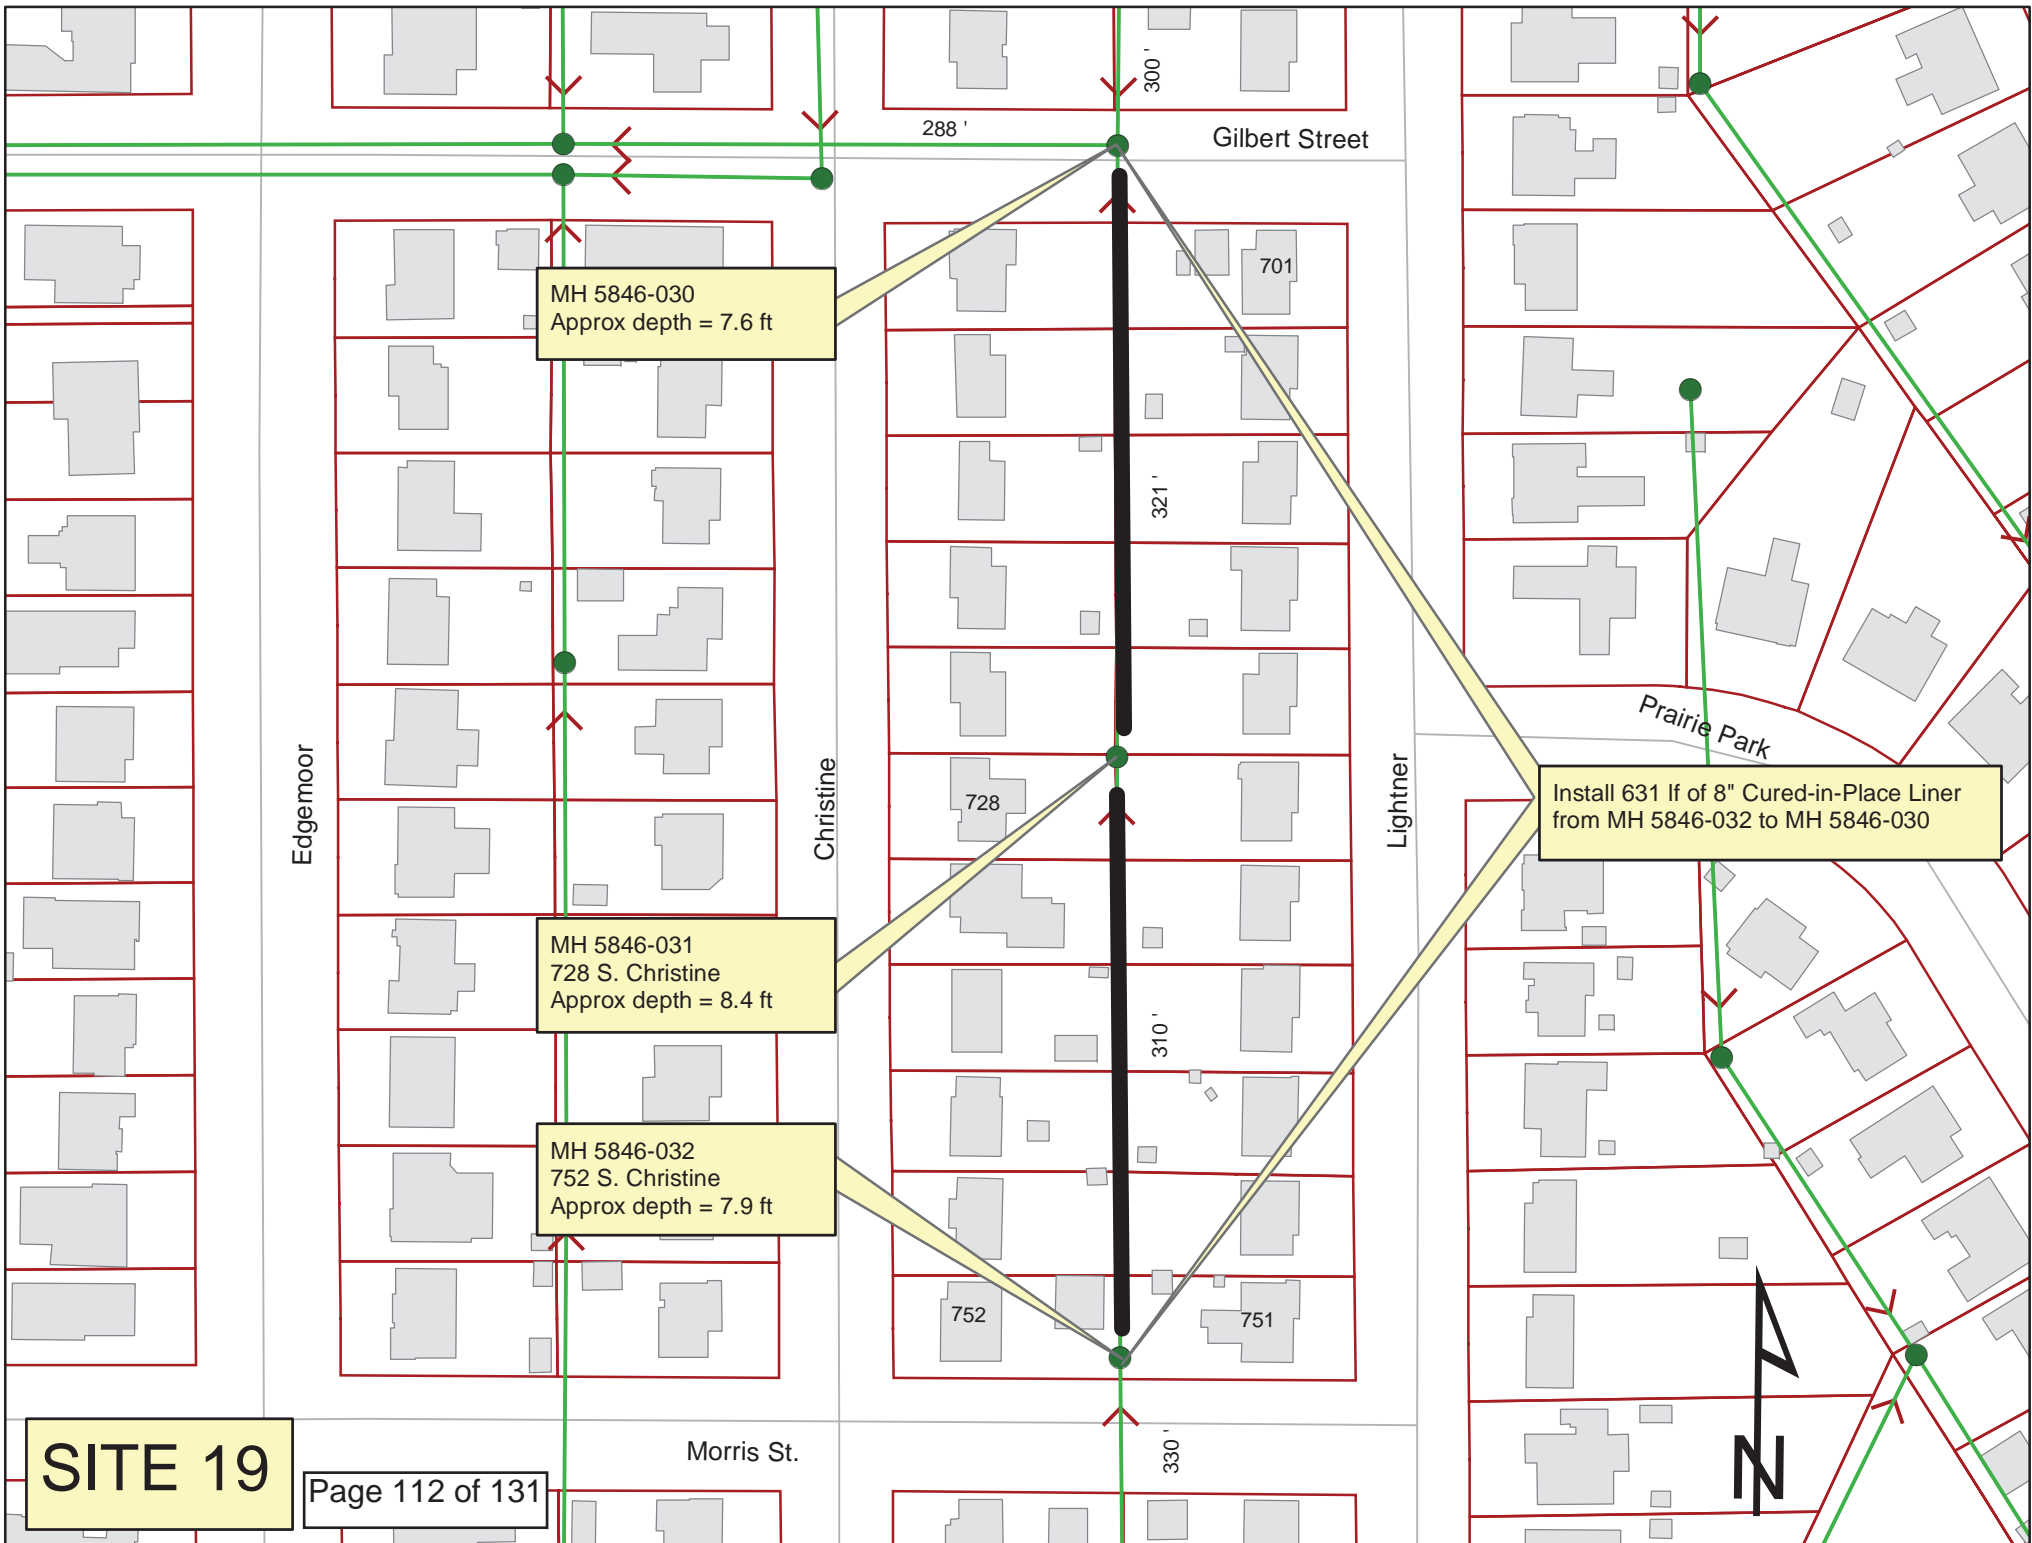 300 '
288 '
Gilbert Street
701
MH 5846-030
Approx depth = 7.6 ft
321 '
Prairie Park
Edgemoor
Christine
Lightner
728
Install 631 lf of 8" Cured-in-Place Liner
from MH 5846-032 to MH 5846-030
MH 5846-031
728 S. Christine
Approx depth = 8.4 ft
310 '
MH 5846-032
752 S. Christine
Approx depth = 7.9 ft
752
751
Morris St.
330 '
SITE 19
Page 112 of 131
N